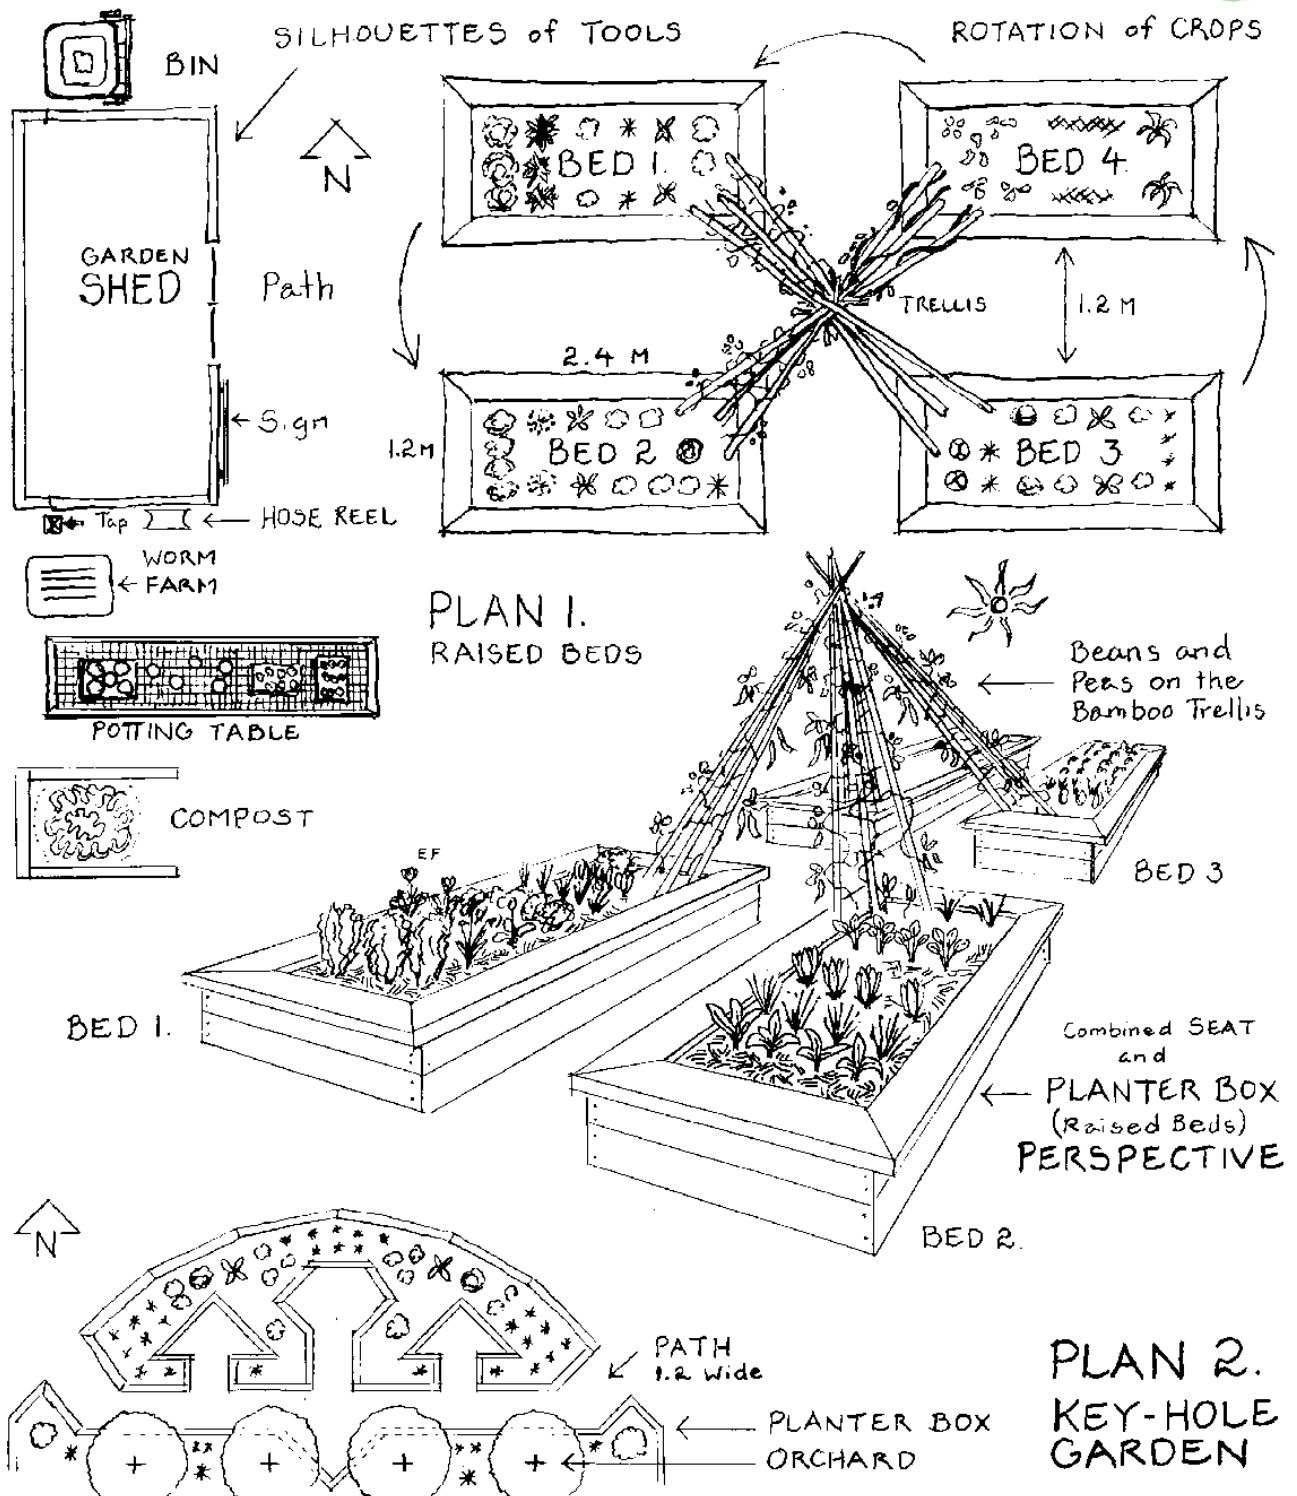 SILHOUETTES of TOOLS
ROTATION of CROPS
BIN
BED 1.
BED 4.
N
GARDEN
SHED
Path
TRELLIS
1.2 M
2.4 M
Sign
1.2M
BED 2
BED 3
Tap
HOSE REEL
WORM
FARM
PLAN 1.
RAISED BEDS
Beans and
Peas on the
Bamboo Trellis
POTTING TABLE
COMPOST
EF
BED 3
BED 1.
Combined SEAT
and
PLANTER BOX
(Raised Beds)
PERSPECTIVE
BED 2.
N
PATH
1.2 Wide
PLAN 2.
KEY-HOLE
GARDEN
PLANTER BOX
ORCHARD